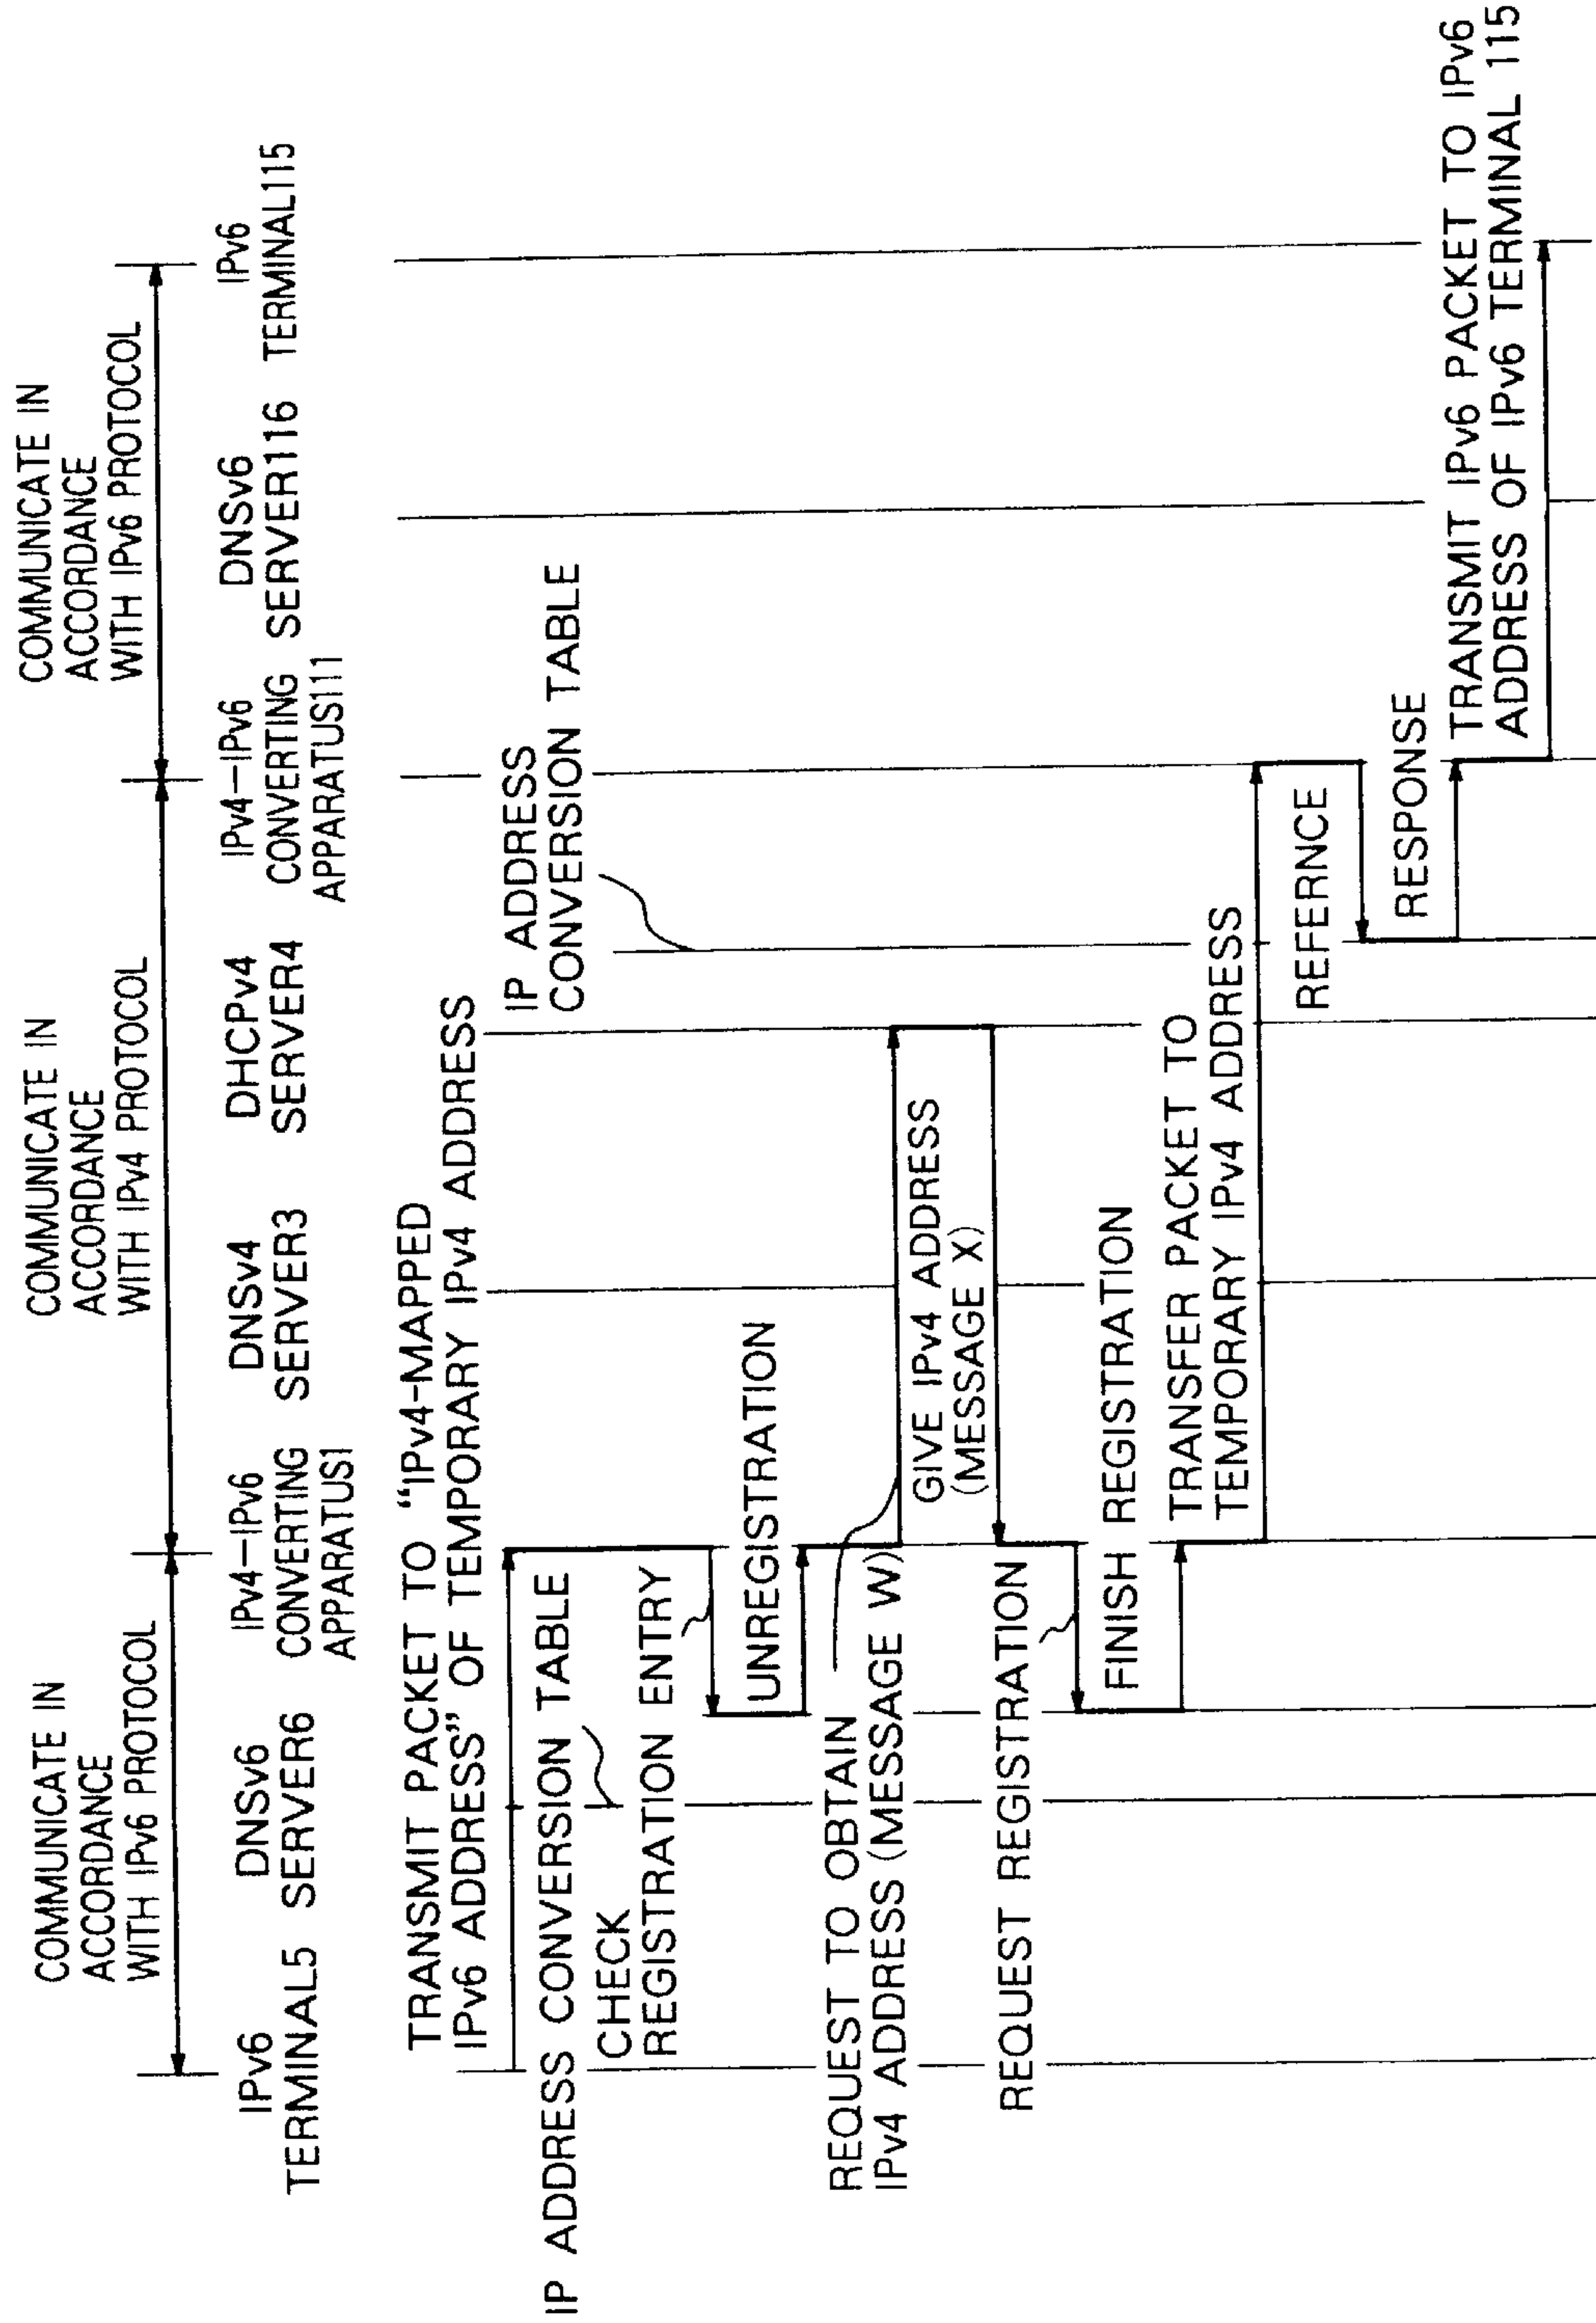 COMMUNICATE IN
ACCORDANCE
WITH IPv6 PROTOCOL
COMMUNICATE IN
ACCORDANCE
WITH IPv4 PROTOCOL
COMMUNICATE IN
ACCORDANCE
WITH IPv6 PROTOCOL
IPv6
TERMINAL5
DNSv6
SERVER6
IPv4–IPv6
CONVERTING
APPARATUS1
DNSv4
SERVER3
DHCPv4
SERVER4
IPv4–IPv6
CONVERTING
APPARATUS111
DNSv6
SERVER116
IPv6
TERMINAL115
TRANSMIT PACKET TO “IPv4-MAPPED
IPv6 ADDRESS” OF TEMPORARY IPv4 ADDRESS
IP ADDRESS
CONVERSION TABLE
IP ADDRESS CONVERSION TABLE
CHECK
REGISTRATION ENTRY
UNREGISTRATION
REQUEST TO OBTAIN
IPv4 ADDRESS (MESSAGE W)
GIVE IPv4 ADDRESS
(MESSAGE X)
REQUEST REGISTRATION
FINISH REGISTRATION
TRANSFER PACKET TO
TEMPORARY IPv4 ADDRESS
REFERNCE
RESPONSE
TRANSMIT IPv6 PACKET TO IPv6
ADDRESS OF IPv6 TERMINAL 115